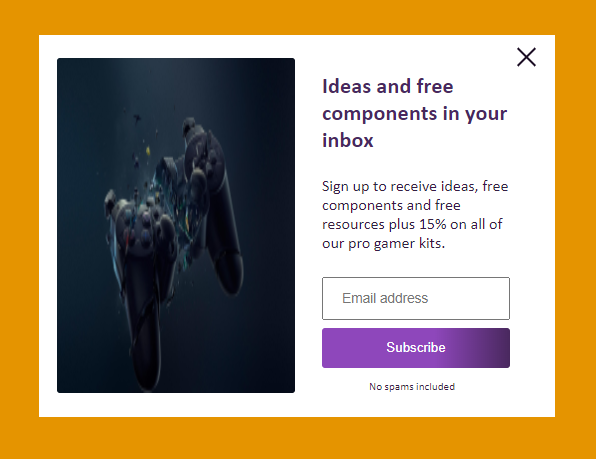 Ideas and free
components in your
inbox
Sign up to receive ideas, free
components and free
resources plus 15% on all of
our pro gamer kits.
Email address
Subscribe
No spams included